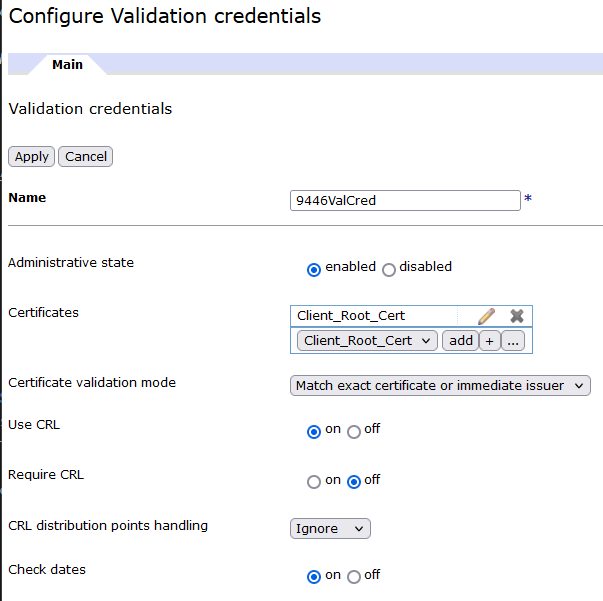 Configure Validation credentials
Main
Validation credentials
Apply Cancel
Name 9446ValCred *
Administrative state enabled disabled
Certificates Client_Root_Cert
Client_Root_Cert add + ...
Certificate validation mode Match exact certificate or immediate issuer
Use CRL on off
Require CRL on off
CRL distribution points handling Ignore
Check dates on off